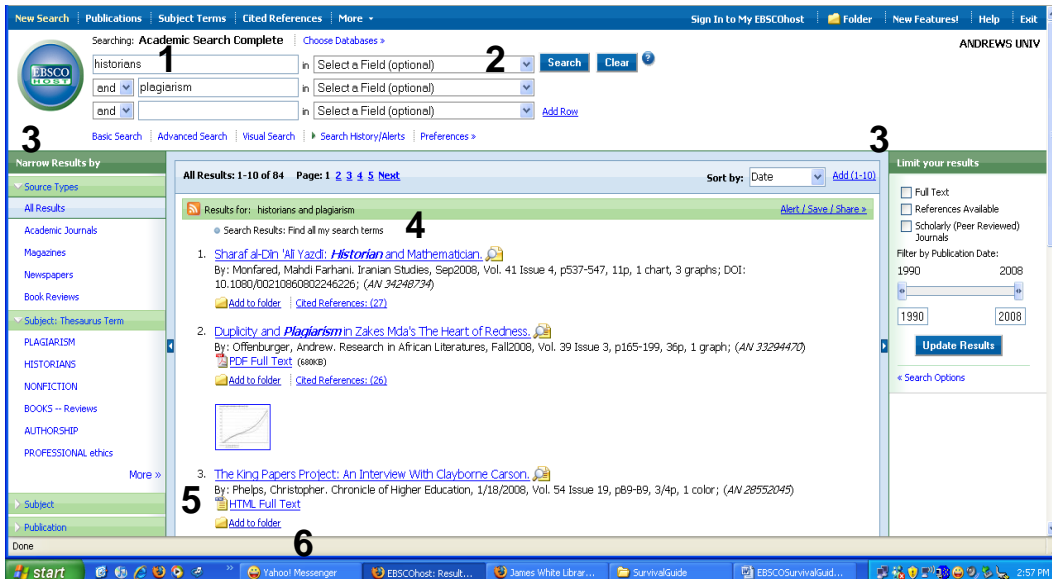 New Search Publications Subject Terms Cited References More Sign In to My EBSCOhost Folder New Features! Help Exit
Searching: Academic Search Complete Choose Databases »
ANDREWS UNIV
EBSCO HOST
historians 1 in Select a Field (optional) 2 Search Clear ?
and plagiarism in Select a Field (optional)
and in Select a Field (optional) Add Row
Basic Search Advanced Search Visual Search Search History/Alerts Preferences »
3 3
Narrow Results by
Source Types
All Results
Academic Journals
Magazines
Newspapers
Book Reviews
Subject: Thesaurus Term
PLAGIARISM
HISTORIANS
NONFICTION
BOOKS -- Reviews
AUTHORSHIP
PROFESSIONAL ethics
More »
Subject
Publication
All Results: 1-10 of 84 Page: 1 2 3 4 5 Next Sort by: Date Add (1-10)
Results for: historians and plagiarism Alert / Save / Share »
4
Search Results: Find all my search terms
1. Sharaf al-Din 'Ali Yazdi: Historian and Mathematician.
By: Monfared, Mahdi Farhani. Iranian Studies, Sep2008, Vol. 41 Issue 4, p537-547, 11p, 1 chart, 3 graphs; DOI:
10.1080/00210860802246226; (AN 34248734)
Add to folder Cited References: (27)
2. Duplicity and Plagiarism in Zakes Mda's The Heart of Redness.
By: Offenburger, Andrew. Research in African Literatures, Fall2008, Vol. 39 Issue 3, p165-199, 36p, 1 graph; (AN 33294470)
PDF Full Text (680KB)
Add to folder Cited References: (26)
3. The King Papers Project: An Interview With Clayborne Carson.
By: Phelps, Christopher. Chronicle of Higher Education, 1/18/2008, Vol. 54 Issue 19, pB9-B9, 3/4p, 1 color; (AN 28552045)
5 HTML Full Text
Add to folder
Limit your results
Full Text
References Available
Scholarly (Peer Reviewed)
Journals
Filter by Publication Date:
1990 2008
1990 2008
Update Results
« Search Options
Done
6
start Yahoo! Messenger EBSCOhost: Result... James White Librar... SurvivalGuide EBSCOSurvivalGuid... 2:57 PM